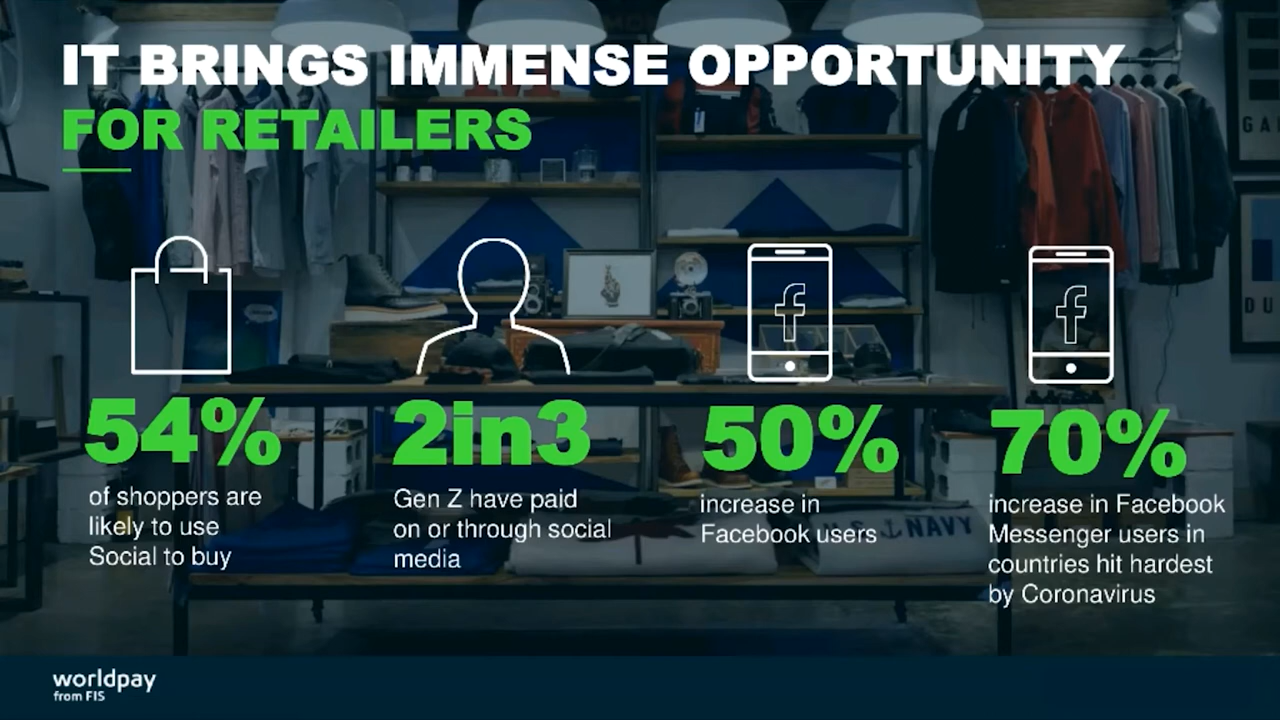 IT BRINGS IMMENSE OPPORTUNITY
FOR RETAILERS
54%
of shoppers are
likely to use
Social to buy
2in3
Gen Z have paid
on or through social
media
50%
increase in
Facebook users
70%
increase in Facebook
Messenger users in
countries hit hardest
by Coronavirus
NAVY
worldpay
from FIS